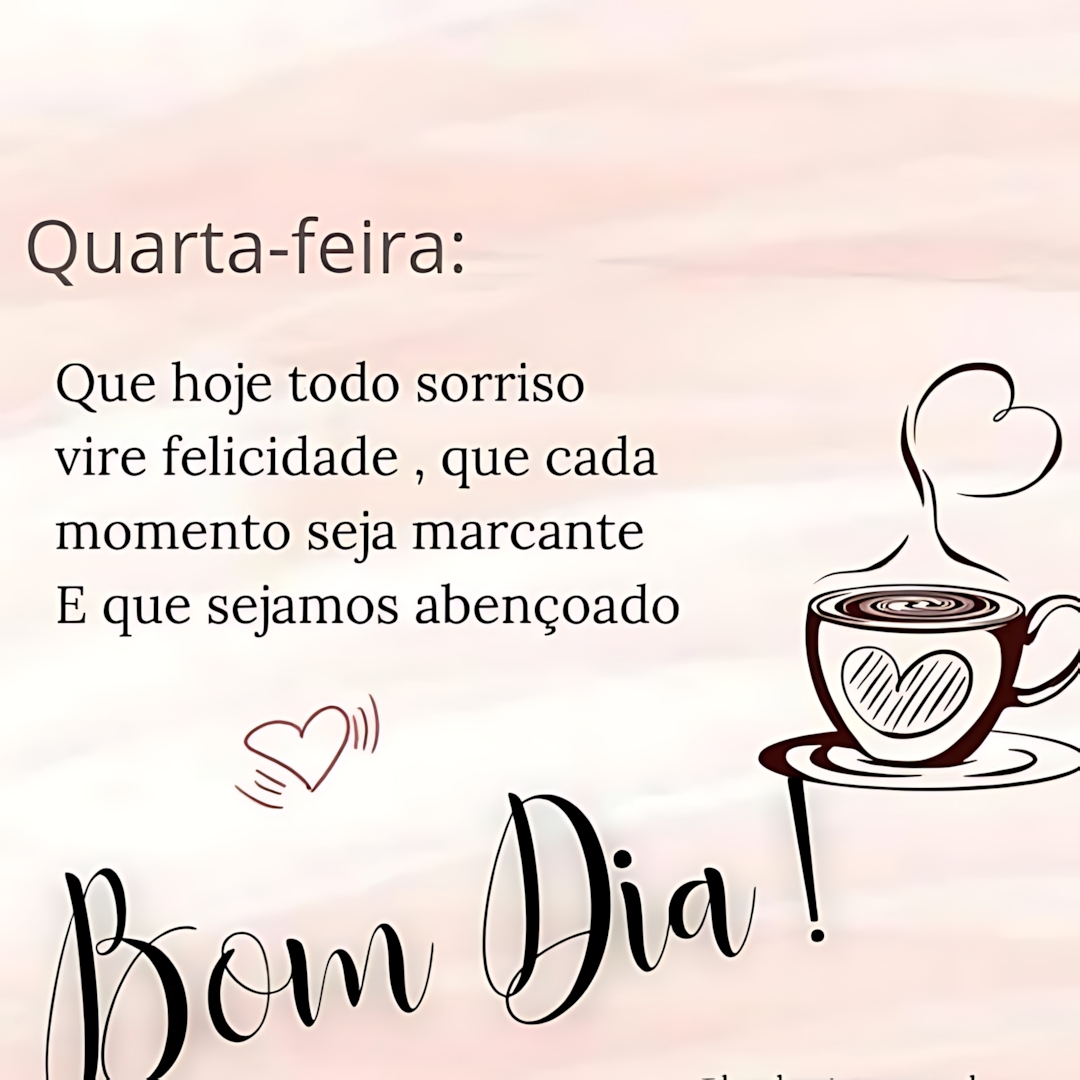 Quarta-feira:
Que hoje todo sorriso
vire felicidade , que cada
momento seja marcante
E que sejamos abençoado
Bom Dia !